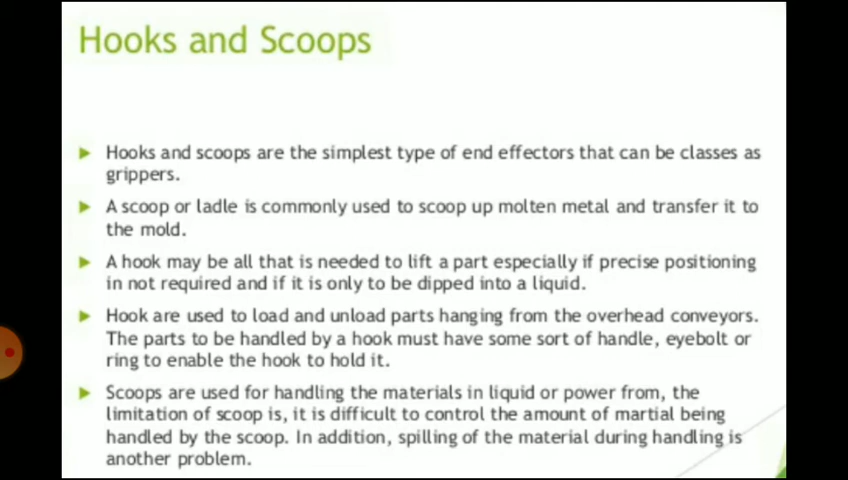 Hooks and Scoops
Hooks and scoops are the simplest type of end effectors that can be classes as
grippers.
A scoop or ladle is commonly used to scoop up molten metal and transfer it to
the mold.
A hook may be all that is needed to lift a part especially if precise positioning
in not required and if it is only to be dipped into a liquid.
Hook are used to load and unload parts hanging from the overhead conveyors.
The parts to be handled by a hook must have some sort of handle, eyebolt or
ring to enable the hook to hold it.
Scoops are used for handling the materials in liquid or power from, the
limitation of scoop is, it is difficult to control the amount of martial being
handled by the scoop. In addition, spilling of the material during handling is
another problem.